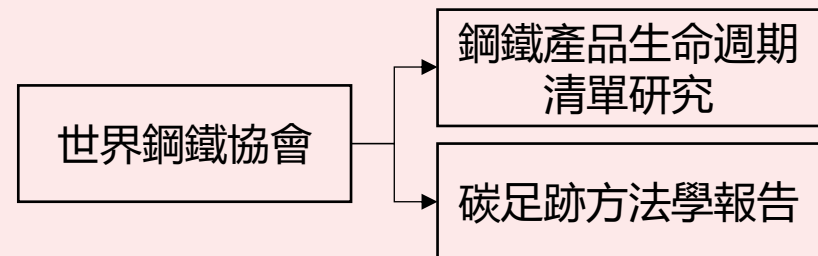 世界鋼鐵協會
鋼鐵產品生命週期
清單研究
碳足跡方法學報告